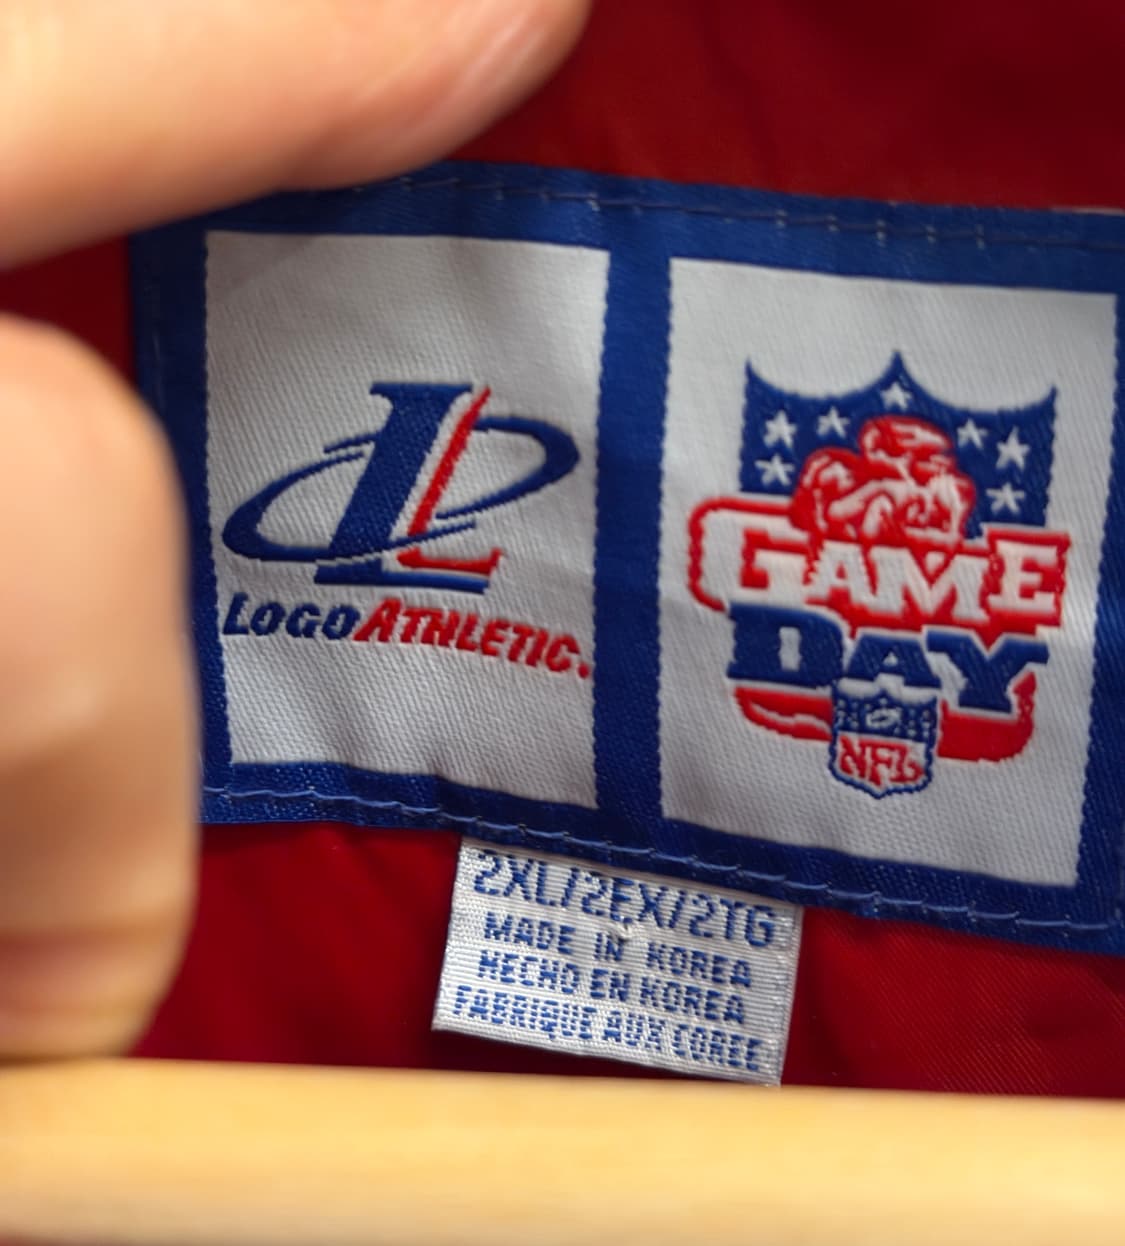 L
LOGOATHLETIC.
GAME
DAY
NFL
2XL/2EX/2TG
MADE IN KOREA
HECHO EN KOREA
FABRIQUE AUX COREE